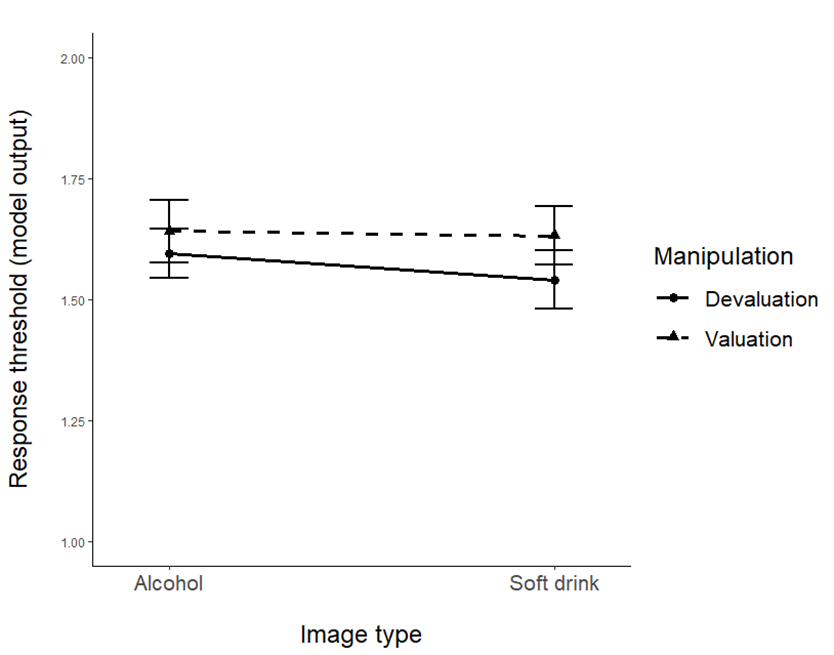 2.00
1.75
1.50
1.25
1.00
Response threshold (model output)
Alcohol
Soft drink
Image type
Manipulation
Devaluation
Valuation